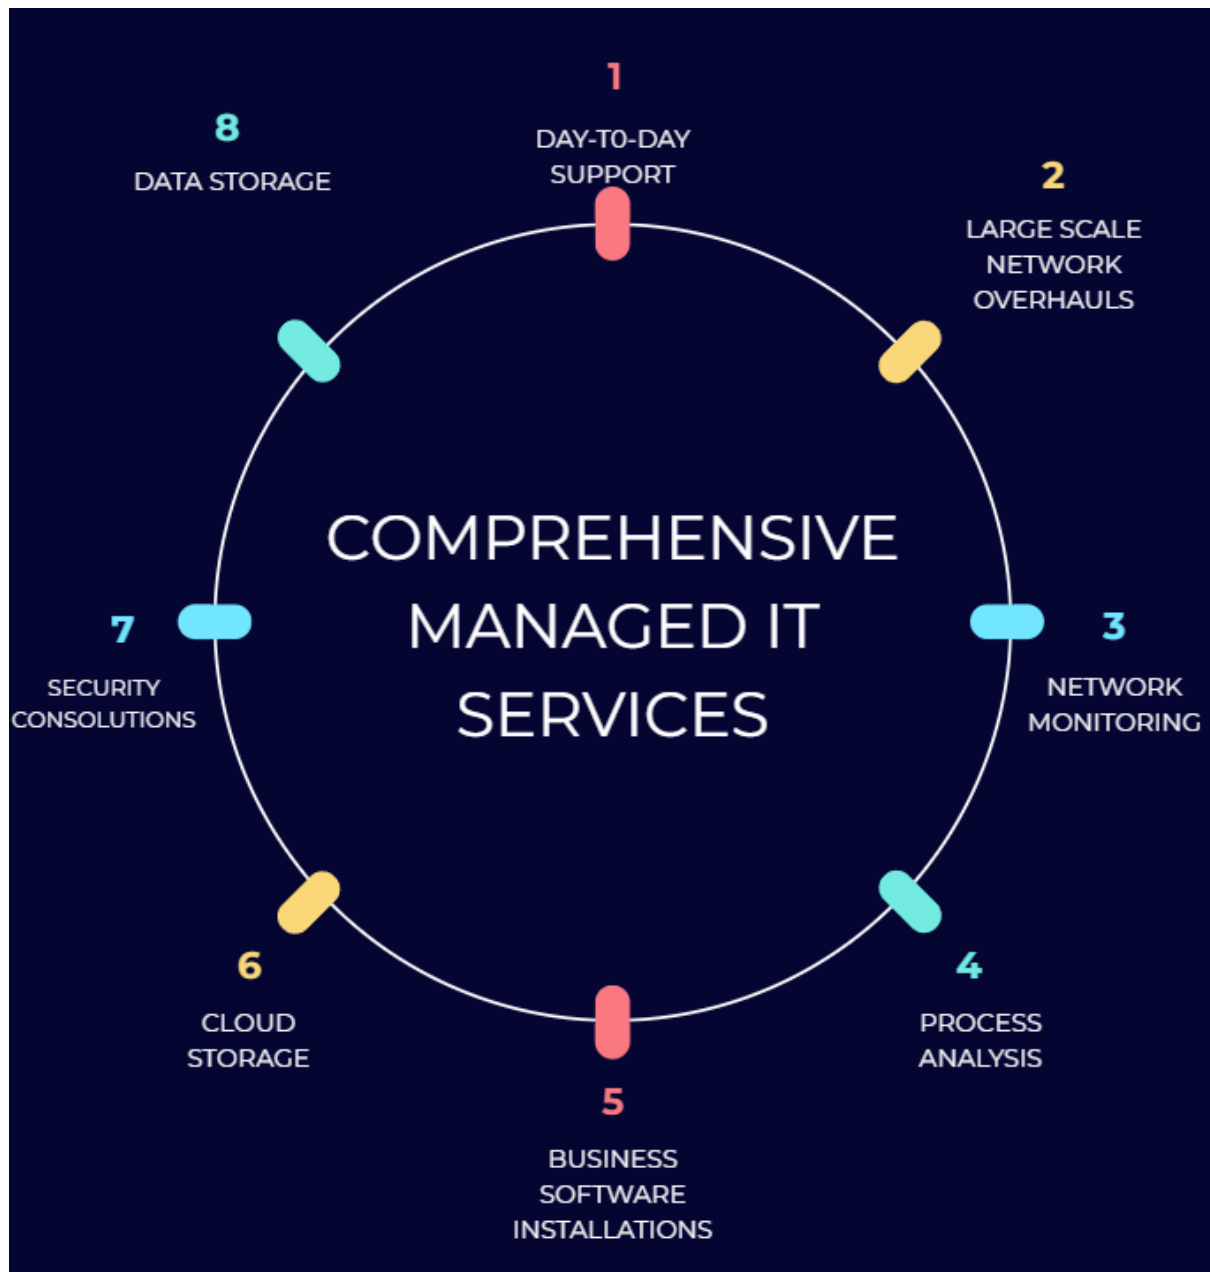 1
DAY-T0-DAY
SUPPORT
2
LARGE SCALE
NETWORK
OVERHAULS
3
NETWORK
MONITORING
4
PROCESS
ANALYSIS
5
BUSINESS
SOFTWARE
INSTALLATIONS
6
CLOUD
STORAGE
7
SECURITY
CONSOLUTIONS
8
DATA STORAGE
COMPREHENSIVE
MANAGED IT
SERVICES